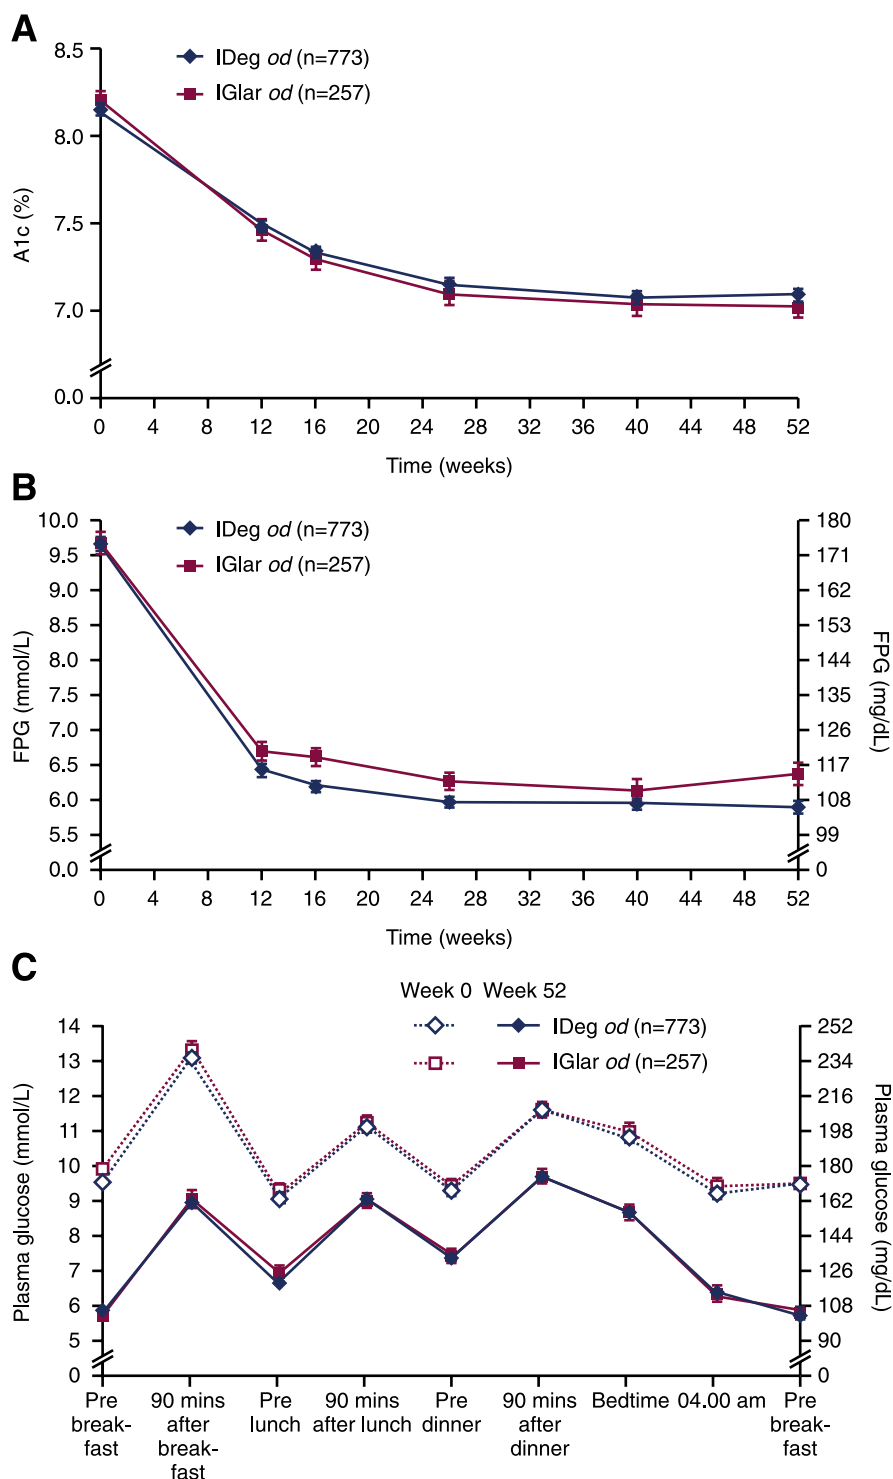 A
8.5
8.0
7.5
7.0
0.0
A1c (%)
IDeg od (n=773)
IGlar od (n=257)
0 4 8 12 16 20 24 28 32 36 40 44 48 52
Time (weeks)
B
10.0
9.5
9.0
8.5
8.0
7.5
7.0
6.5
6.0
5.5
0.0
FPG (mmol/L)
IDeg od (n=773)
IGlar od (n=257)
180
171
162
153
144
135
126
117
108
99
0
FPG (mg/dL)
0 4 8 12 16 20 24 28 32 36 40 44 48 52
Time (weeks)
C
Week 0 Week 52
IDeg od (n=773)
IGlar od (n=257)
14
13
12
11
10
9
8
7
6
5
0
Plasma glucose (mmol/L)
252
234
216
198
180
162
144
126
108
90
0
Plasma glucose (mg/dL)
Pre
break-
fast
90 mins
after
break-
fast
Pre
lunch
90 mins
after lunch
Pre
dinner
90 mins
after
dinner
Bedtime
04.00 am
Pre
break-
fast